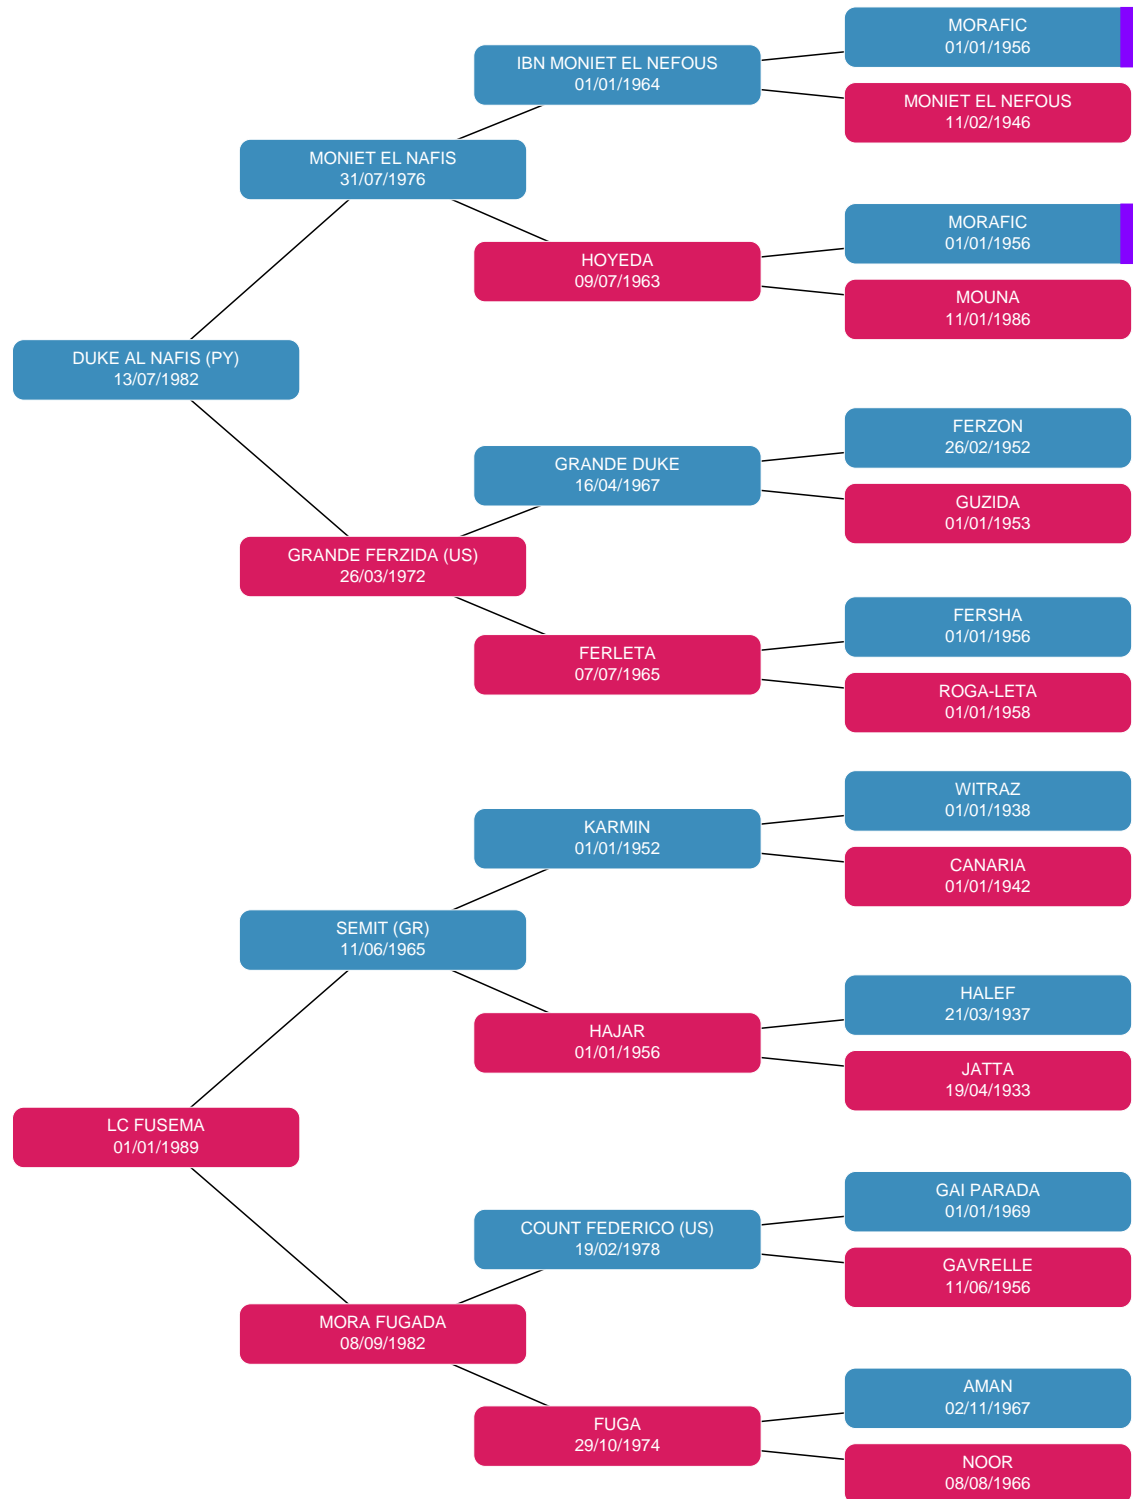 MORAFIC
01/01/1956
IBN MONIET EL NEFOUS
01/01/1964
MONIET EL NEFOUS
11/02/1946
MONIET EL NAFIS
31/07/1976
MORAFIC
01/01/1956
HOYEDA
09/07/1963
MOUNA
11/01/1986
DUKE AL NAFIS (PY)
13/07/1982
FERZON
26/02/1952
GRANDE DUKE
16/04/1967
GUZIDA
01/01/1953
GRANDE FERZIDA (US)
26/03/1972
FERSHA
01/01/1956
FERLETA
07/07/1965
ROGA-LETA
01/01/1958
WITRAZ
01/01/1938
KARMIN
01/01/1952
CANARIA
01/01/1942
SEMIT (GR)
11/06/1965
HALEF
21/03/1937
HAJAR
01/01/1956
JATTA
19/04/1933
LC FUSEMA
01/01/1989
GAI PARADA
01/01/1969
COUNT FEDERICO (US)
19/02/1978
GAVRELLE
11/06/1956
MORA FUGADA
08/09/1982
AMAN
02/11/1967
FUGA
29/10/1974
NOOR
08/08/1966